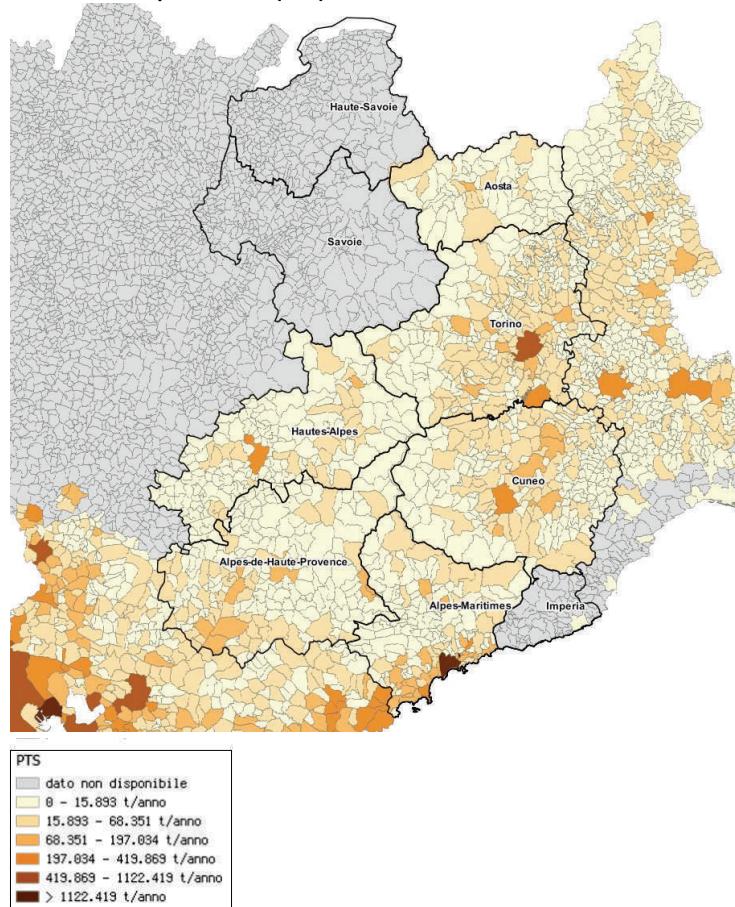 Haute-Savoie
Aosta
Savoie
Torino
Hautes-Alpes
Cuneo
Alpes-de-Haute-Provence
Alpes-Maritimes
Imperia
PTS
dato non disponibile
0 - 15.893 t/anno
15.893 - 68.351 t/anno
68.351 - 197.034 t/anno
197.034 - 419.869 t/anno
419.869 - 1122.419 t/anno
> 1122.419 t/anno